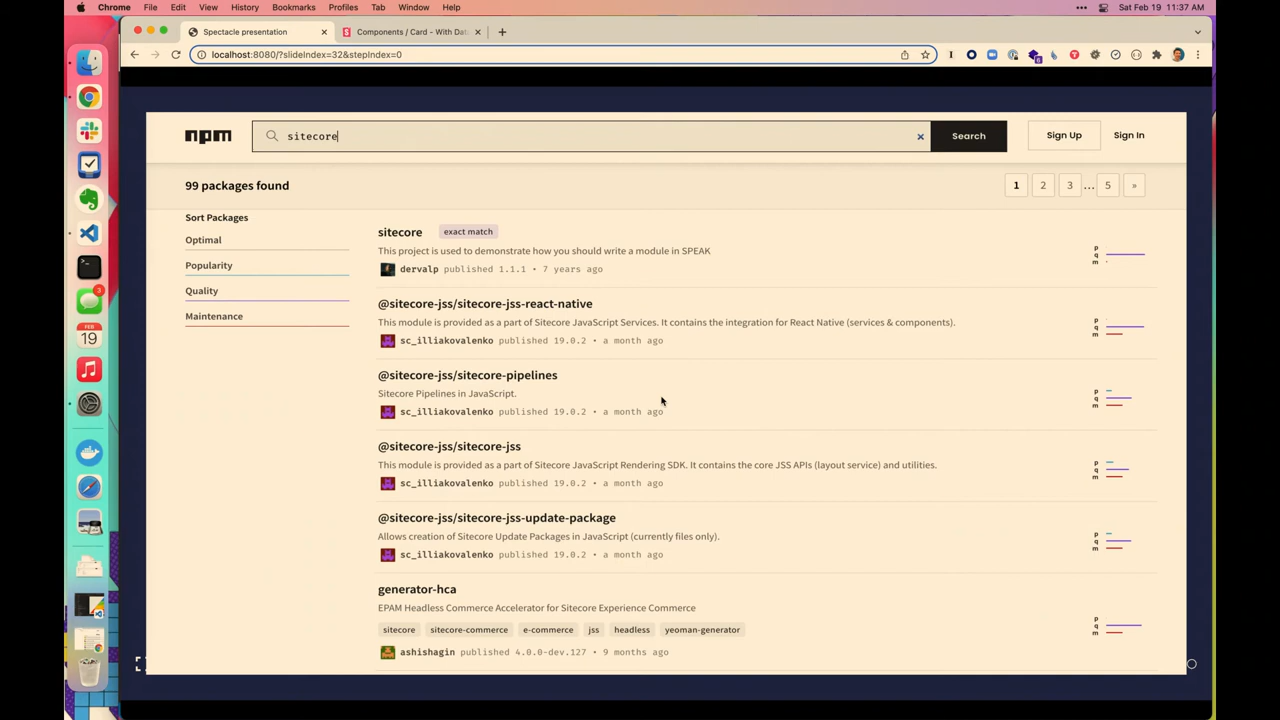 Chrome File Edit View History Bookmarks Profiles Tab Window Help
••• Sat Feb 19 11:37 AM
Spectacle presentation × Components / Card - With Dat × +
localhost:8080/?slideIndex=32&stepIndex=0
6
npm sitecore × Search Sign Up Sign In
99 packages found
1 2 3 ... 5 »
Sort Packages
Optimal
Popularity
Quality
Maintenance
sitecore exact match
This project is used to demonstrate how you should write a module in SPEAK
dervalp published 1.1.1 • 7 years ago
p
q
m
@sitecore-jss/sitecore-jss-react-native
This module is provided as a part of Sitecore JavaScript Services. It contains the integration for React Native (services & components).
sc_illiakovalenko published 19.0.2 • a month ago
p
q
m
@sitecore-jss/sitecore-pipelines
Sitecore Pipelines in JavaScript.
sc_illiakovalenko published 19.0.2 • a month ago
p
q
m
@sitecore-jss/sitecore-jss
This module is provided as a part of Sitecore JavaScript Rendering SDK. It contains the core JSS APIs (layout service) and utilities.
sc_illiakovalenko published 19.0.2 • a month ago
p
q
m
@sitecore-jss/sitecore-jss-update-package
Allows creation of Sitecore Update Packages in JavaScript (currently files only).
sc_illiakovalenko published 19.0.2 • a month ago
p
q
m
generator-hca
EPAM Headless Commerce Accelerator for Sitecore Experience Commerce
sitecore sitecore-commerce e-commerce jss headless yeoman-generator
ashishagin published 4.0.0-dev.127 • 9 months ago
p
q
m
3
FEB
19